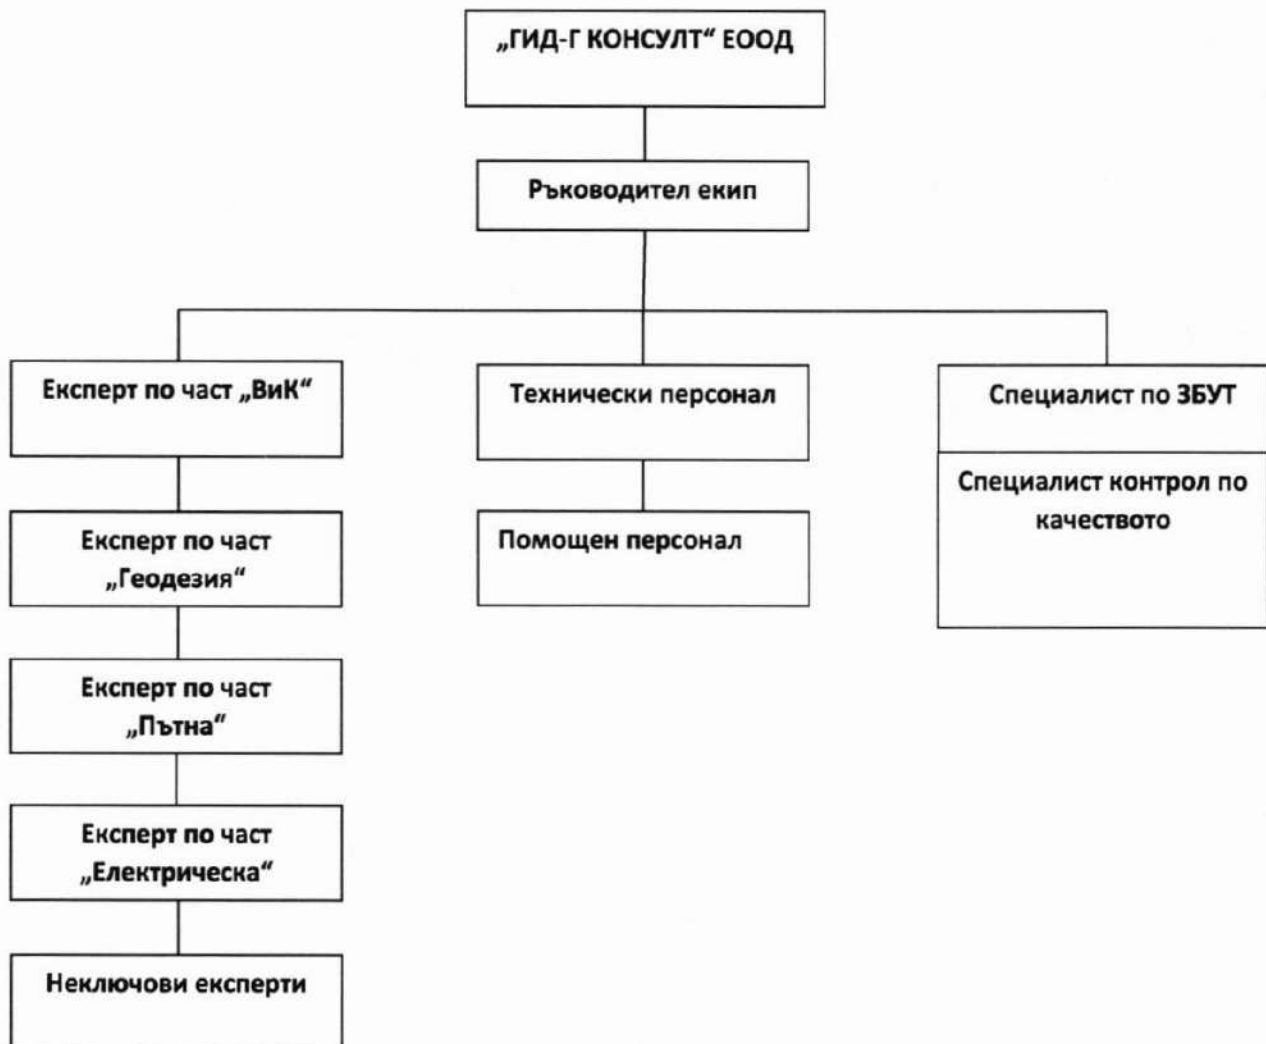 „ГИД-Г КОНСУЛТ“ ЕООД
Ръководител екип
Експерт по част „ВиК“
Експерт по част
„Геодезия“
Експерт по част
„Пътна“
Експерт по част
„Електрическа“
Неключови експерти
Технически персонал
Помощен персонал
Специалист по ЗБУТ
Специалист контрол по
качеството